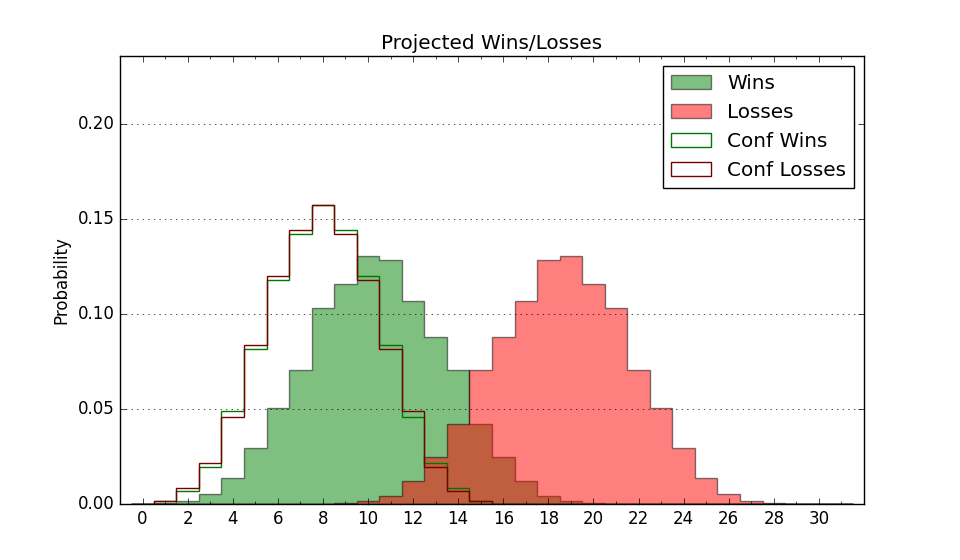 Projected Wins/Losses
Wins
Losses
Conf Wins
Conf Losses
Probability
0.20
0.15
0.10
0.05
0.00
0 2 4 6 8 10 12 14 16 18 20 22 24 26 28 30